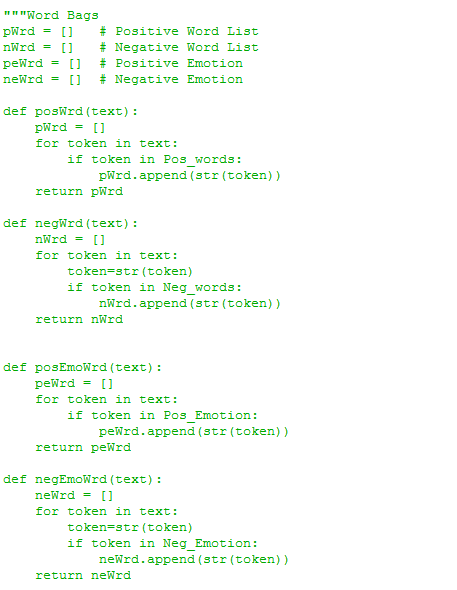 """Word Bags
pWrd = []   # Positive Word List
nWrd = []   # Negative Word List
peWrd = []  # Positive Emotion
neWrd = []  # Negative Emotion

def posWrd(text):
    pWrd = []
    for token in text:
        if token in Pos_words:
            pWrd.append(str(token))
    return pWrd

def negWrd(text):
    nWrd = []
    for token in text:
        token=str(token)
        if token in Neg_words:
            nWrd.append(str(token))
    return nWrd


def posEmoWrd(text):
    peWrd = []
    for token in text:
        if token in Pos_Emotion:
            peWrd.append(str(token))
    return peWrd

def negEmoWrd(text):
    neWrd = []
    for token in text:
        token=str(token)
        if token in Neg_Emotion:
            neWrd.append(str(token))
    return neWrd